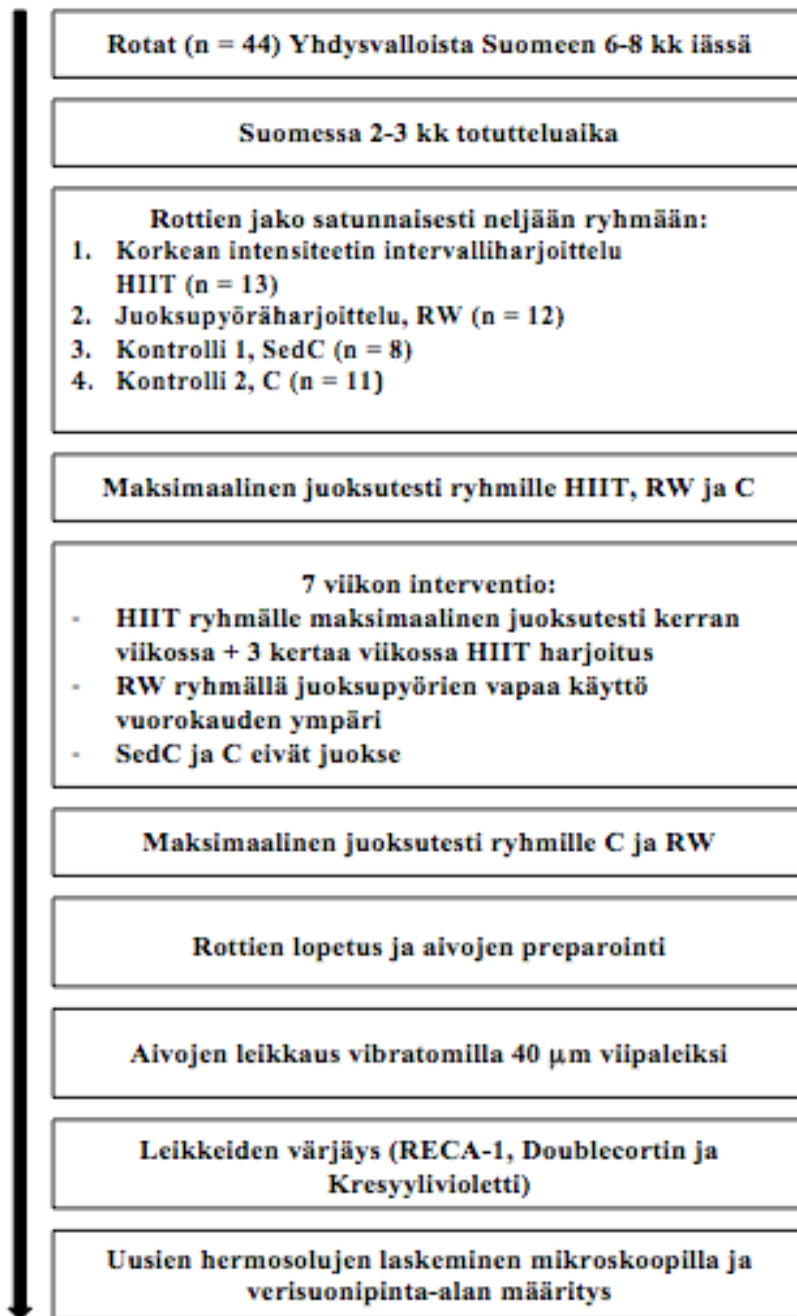 Rotat (n = 44) Yhdysvalloista Suomeen 6-8 kk iässä
Suomessa 2-3 kk totutteluaika
Rottien jako satunnaisesti neljään ryhmään:
1. Korkean intensiteetin intervalliharjoittelu
HIIT (n = 13)
2. Juoksupyöräharjoittelu, RW (n = 12)
3. Kontrolli 1, SedC (n = 8)
4. Kontrolli 2, C (n = 11)
Maksimaalinen juoksutesti ryhmille HIIT, RW ja C
7 viikon interventio:
- HIIT ryhmälle maksimaalinen juoksutesti kerran
viikossa + 3 kertaa viikossa HIIT harjoitus
- RW ryhmällä juoksupyörien vapaa käyttö
vuorokauden ympäri
- SedC ja C eivät juokse
Maksimaalinen juoksutesti ryhmille C ja RW
Rottien lopetus ja aivojen preparointi
Aivojen leikkaus vibratomilla 40 µm viipaleiksi
Leikkeiden värjäys (RECA-1, Doublecortin ja
Kresyylivioletti)
Uusien hermosolujen laskeminen mikroskoopilla ja
verisuonipinta-alan määritys